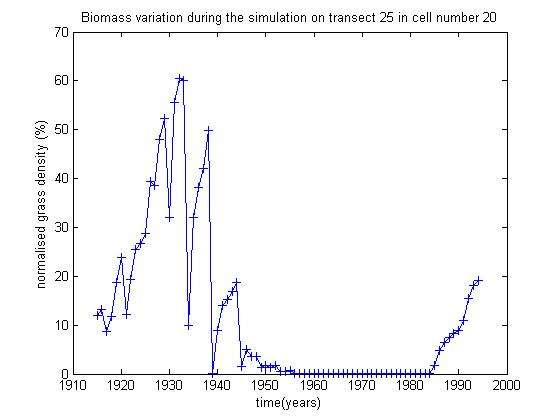 Biomass variation during the simulation on transect 25 in cell number 20
70
60
50
40
30
20
10
0
normalised grass density (%)
1910 1920 1930 1940 1950 1960 1970 1980 1990 2000
time(years)